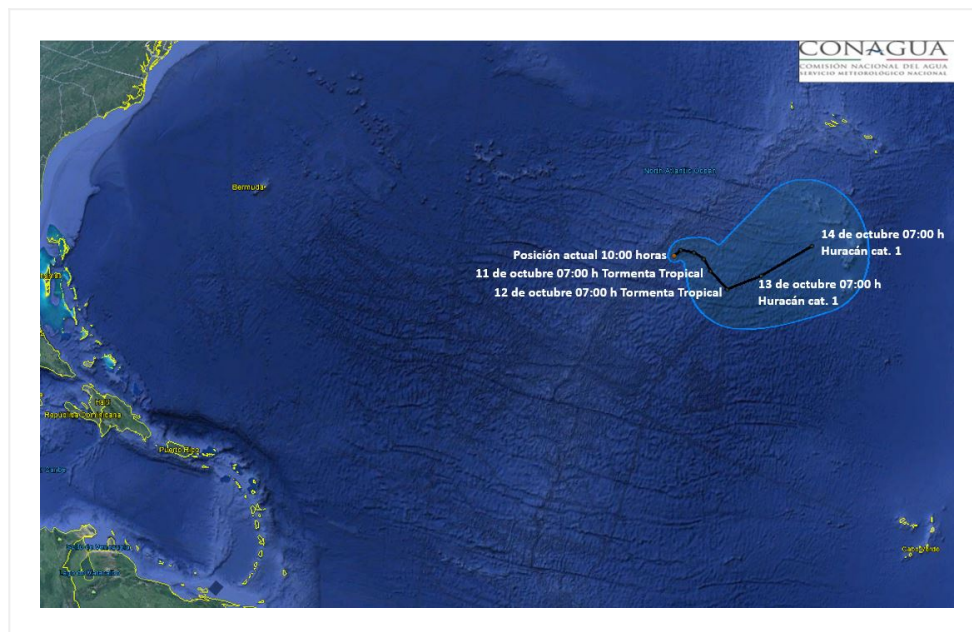 CONAGUA
COMISIÓN NACIONAL DEL AGUA
SERVICIO METEOROLÓGICO NACIONAL
North Atlantic Ocean
Bermuda
14 de octubre 07:00 h
Huracán cat. 1
Posición actual 10:00 horas
11 de octubre 07:00 h Tormenta Tropical
13 de octubre 07:00 h
Huracán cat. 1
12 de octubre 07:00 h Tormenta Tropical
Haiti
Republica Dominicana
Puerto Rico
Cabo Verde